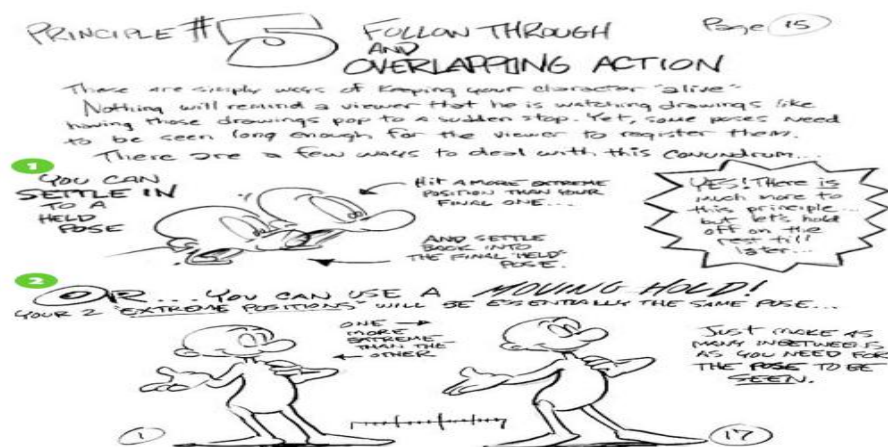 PRINCIPLE # 5 FOLLOW THROUGH Page 15
AND
OVERLAPPING ACTION
These are simply ways of keeping your character "alive".
Nothing will remind a viewer that he is watching drawings like
having those drawings pop to a sudden stop. Yet, some poses need
to be seen long enough for the viewer to register them.
There are a few ways to deal with this conundrum...
1
YOU CAN
SETTLE IN
TO A
HELD
POSE
HIT A MORE EXTREME
POSITION THAN YOUR
FINAL ONE...
AND SETTLE
BACK INTO
THE FINAL "HELD"
POSE.
YES! There is
much more to
this principle...
but let's hold
off on the
rest till
later...
2
OR... YOU CAN USE A MOVING HOLD!
YOUR 2 "EXTREME POSITIONS" WILL BE ESSENTIALLY THE SAME POSE...
ONE
MORE
EXTREME
THAN THE
OTHER
Just MAKE AS
MANY INBETWEENS
AS YOU NEED FOR
THE POSE TO BE
SEEN.
1
17